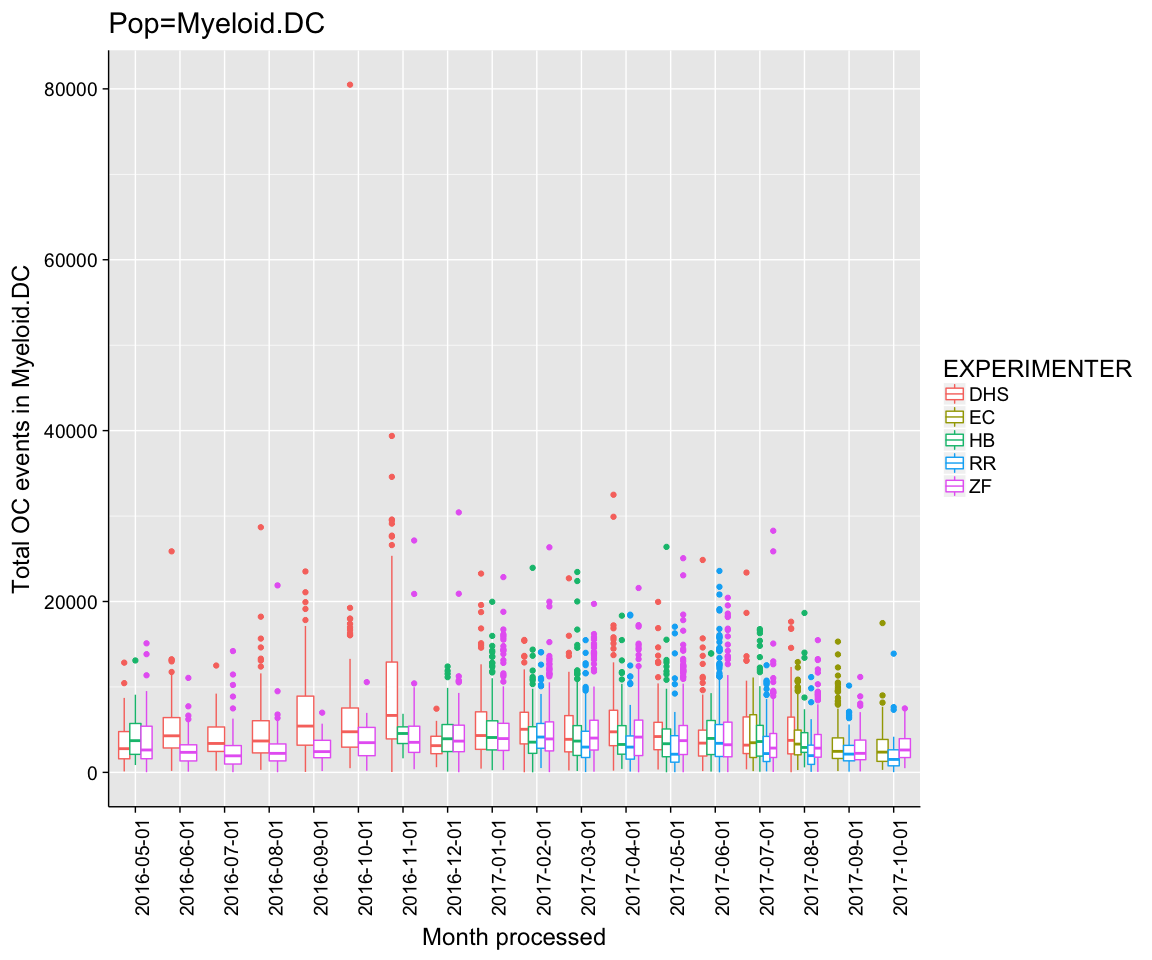 Pop=Myeloid.DC
Total OC events in Myeloid.DC
80000
60000
40000
20000
0
2016-05-01
2016-06-01
2016-07-01
2016-08-01
2016-09-01
2016-10-01
2016-11-01
2016-12-01
2017-01-01
2017-02-01
2017-03-01
2017-04-01
2017-05-01
2017-06-01
2017-07-01
2017-08-01
2017-09-01
2017-10-01
Month processed
EXPERIMENTER
DHS
EC
HB
RR
ZF